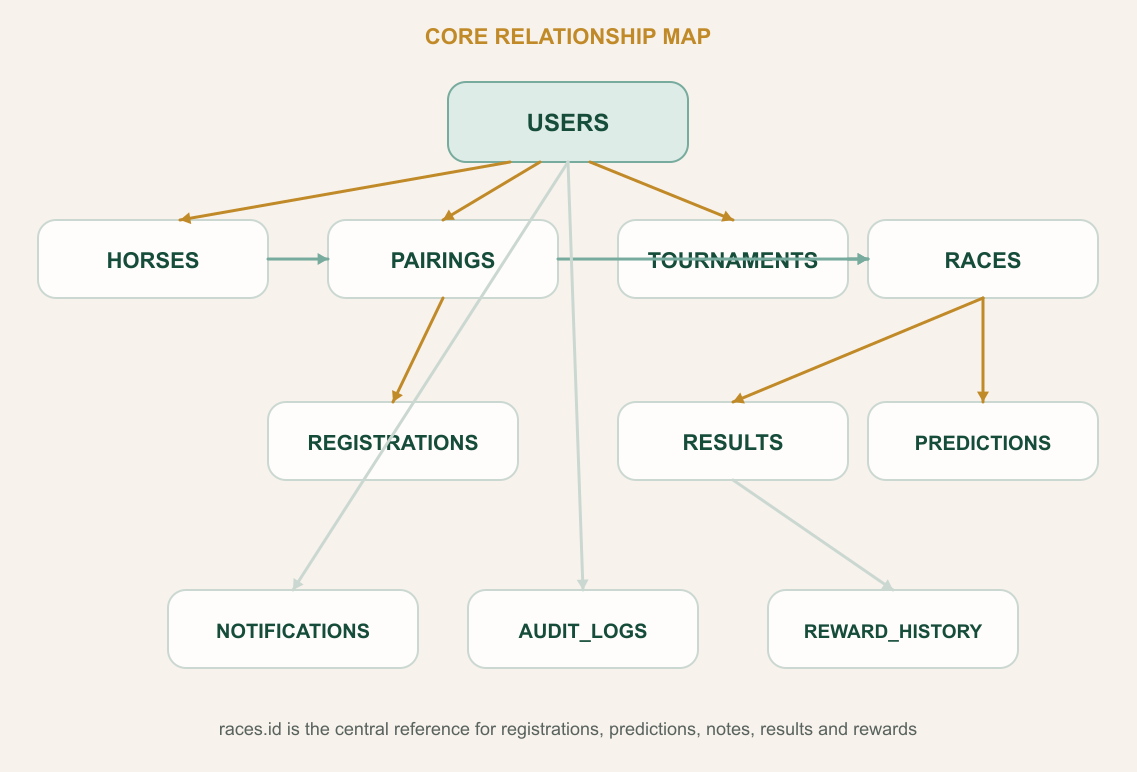 CORE RELATIONSHIP MAP
USERS
HORSES
PAIRINGS
TOURNAMENTS
RACES
REGISTRATIONS
RESULTS
PREDICTIONS
NOTIFICATIONS
AUDIT_LOGS
REWARD_HISTORY
races.id is the central reference for registrations, predictions, notes, results and rewards